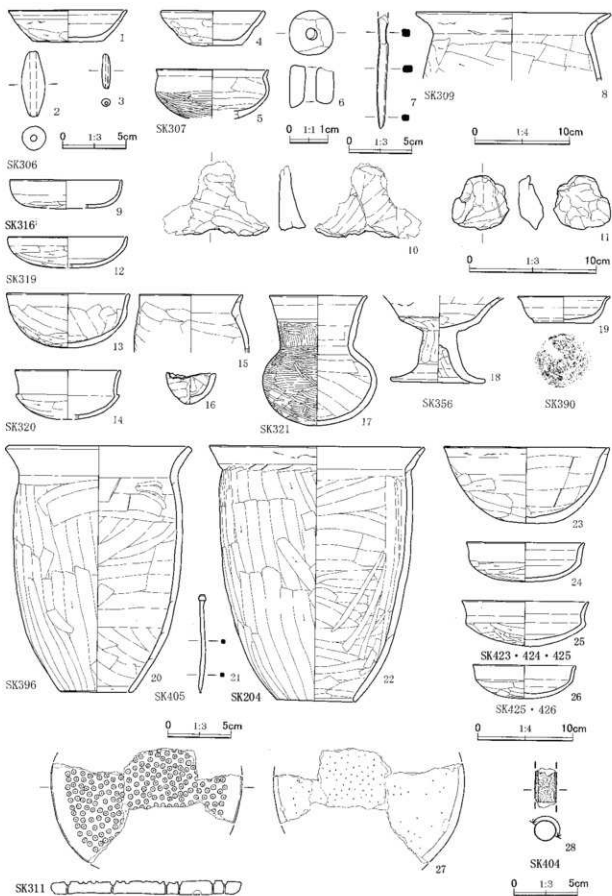 1
4
8
SK309
2
3
6
7
5
SK307
0 1:1 1cm
0 1:4 10cm
0 1:3 5cm
0 1:3 5cm
SK306
9
SK316
10
11
12
SK319
0 1:3 10cm
13
15
19
16
17
18
14
SK320
SK321
SK356
SK390
23
24
25
SK423・424・425
20
21
22
26
SK396
SK405
SK204
SK425・426
0 1:3 5cm
0 1:4 10cm
27
28
SK404
SK311
0 1:3 5cm